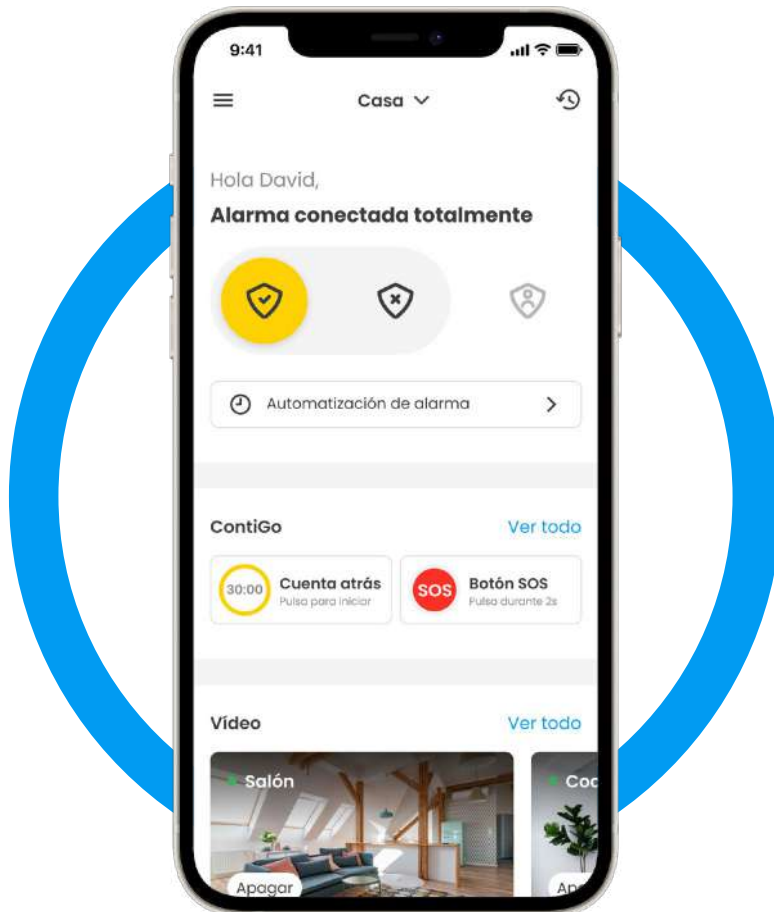 9:41
Casa
Hola David,
Alarma conectada totalmente
Automatización de alarma
ContiGo
Ver todo
30:00
Cuenta atrás
Pulsa para iniciar
SOS
Botón SOS
Pulsa durante 2s
Vídeo
Ver todo
Salón
Coc
Apagar